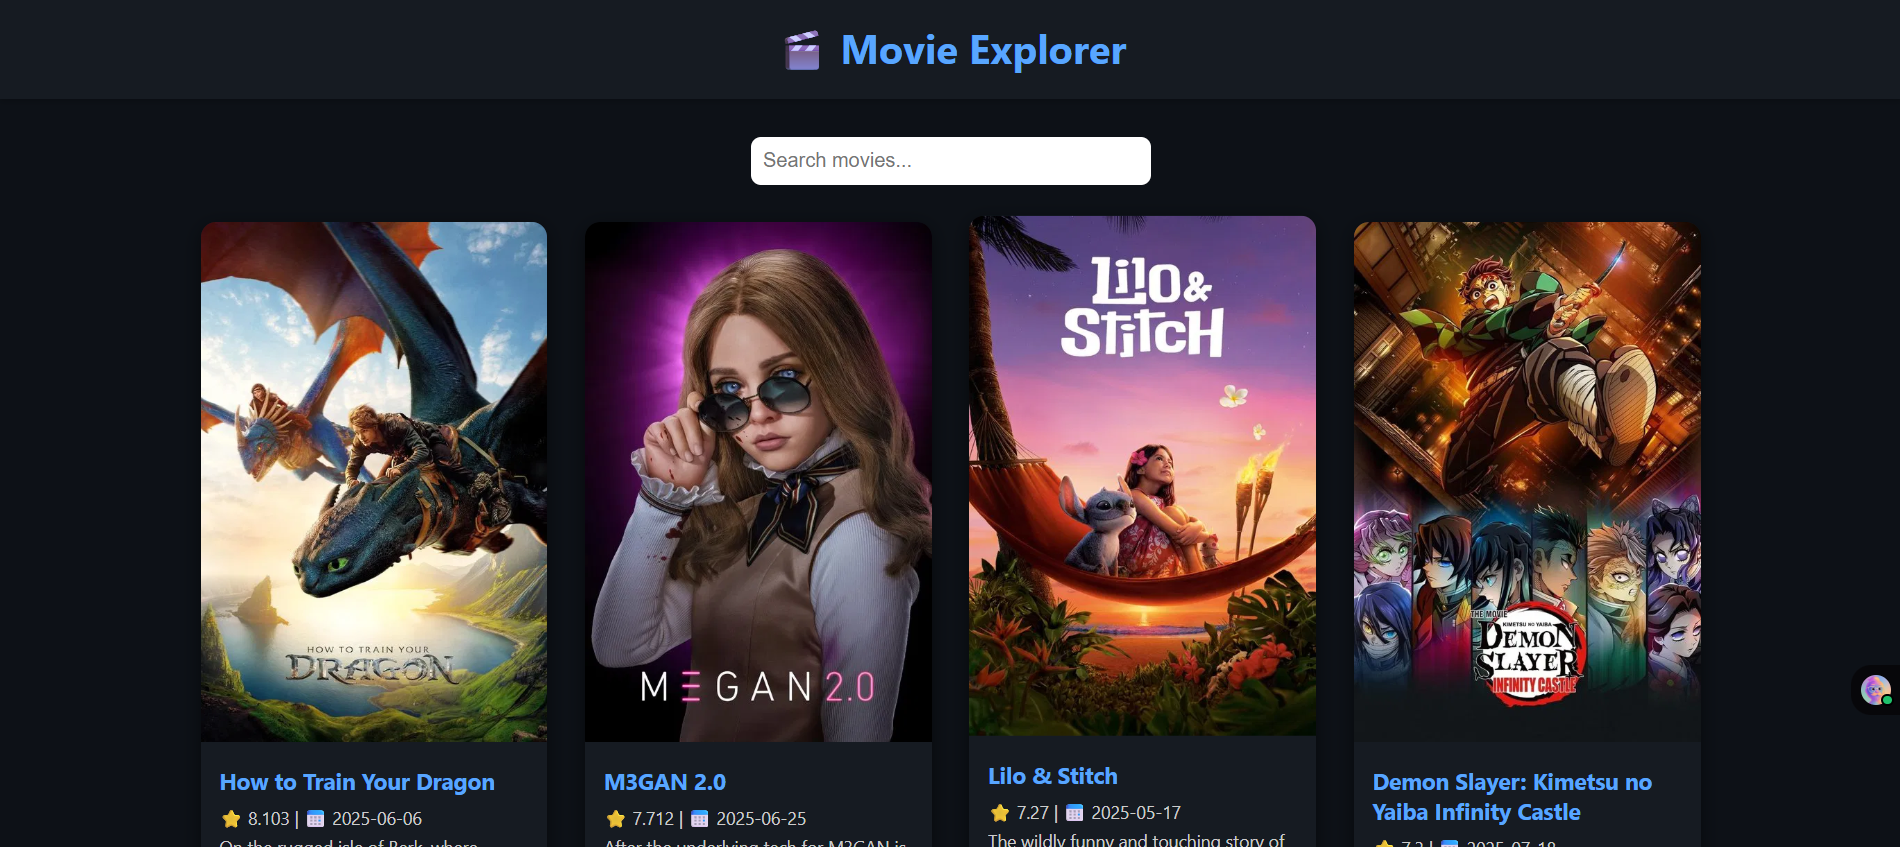 Movie Explorer
Search movies...
HOW TO TRAIN YOUR
DRAGON
MΞGAN 2.0
Lilo &
Stitch
THE MOVIE
KIMETSU NO YAIBA
DEMON
SLAYER
INFINITY CASTLE
How to Train Your Dragon
8.103 | 2025-06-06
On the rugged isle of Berk, where
M3GAN 2.0
7.712 | 2025-06-25
After the underlying tech for M3GAN is
Lilo & Stitch
7.27 | 2025-05-17
The wildly funny and touching story of
Demon Slayer: Kimetsu no
Yaiba Infinity Castle
7.2 | 2025-07-18